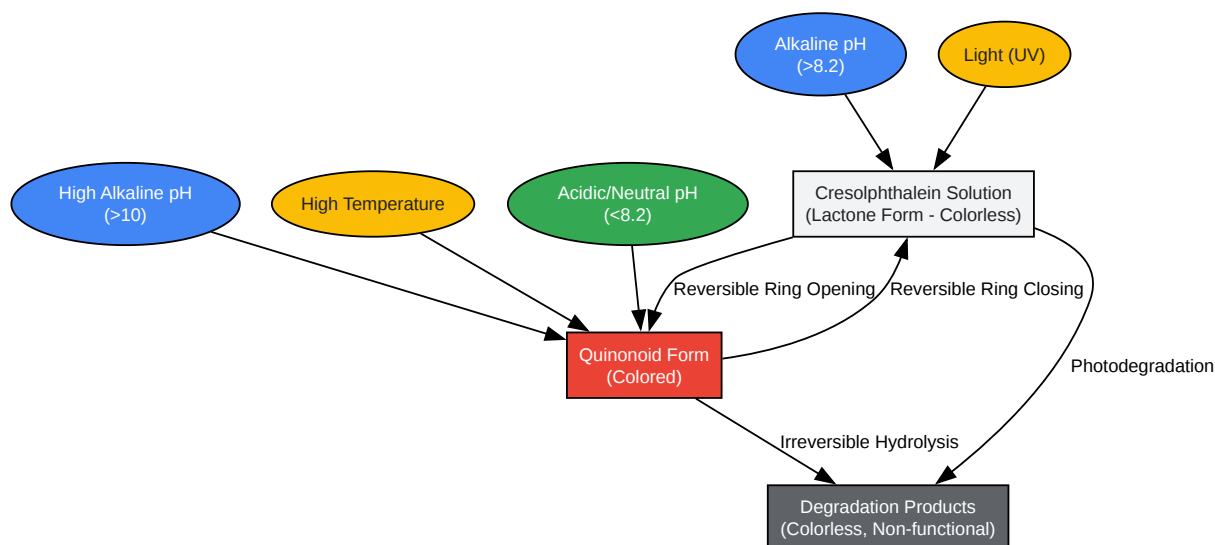 Alkaline pH
(>8.2)
Light (UV)
High Alkaline pH
(>10)
High Temperature
Acidic/Neutral pH
(<8.2)
Cresolphthalein Solution
(Lactone Form - Colorless)
Reversible Ring Opening
Reversible Ring Closing
Quinonoid Form
(Colored)
Photodegradation
Irreversible Hydrolysis
Degradation Products
(Colorless, Non-functional)